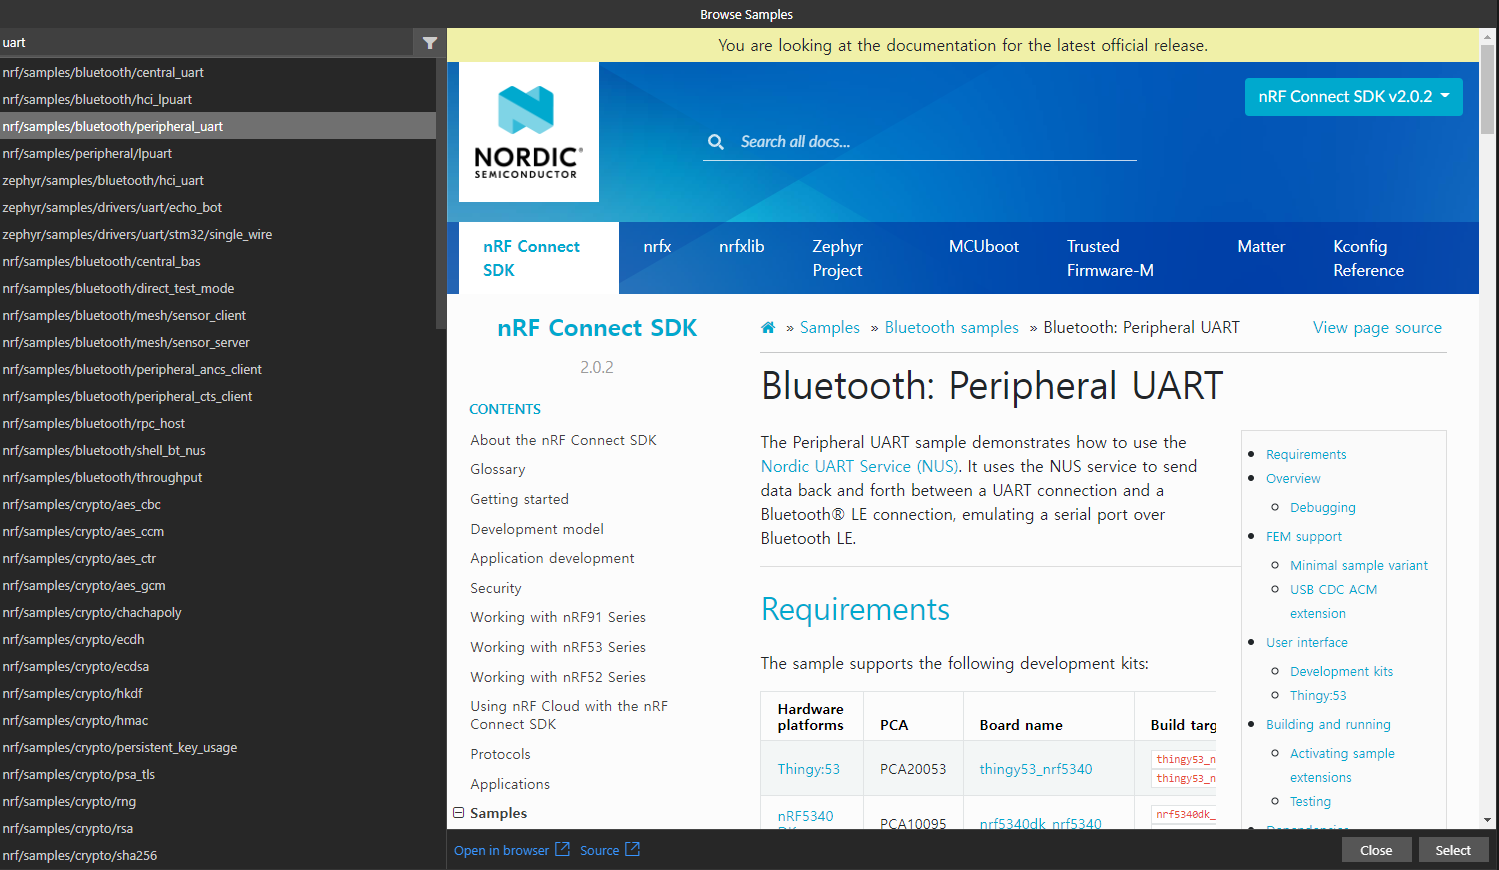 Browse Samples
uart
nrf/samples/bluetooth/central_uart
nrf/samples/bluetooth/hci_lpuart
nrf/samples/bluetooth/peripheral_uart
nrf/samples/peripheral/lpuart
zephyr/samples/bluetooth/hci_uart
zephyr/samples/drivers/uart/echo_bot
zephyr/samples/drivers/uart/stm32/single_wire
nrf/samples/bluetooth/central_bas
nrf/samples/bluetooth/direct_test_mode
nrf/samples/bluetooth/mesh/sensor_client
nrf/samples/bluetooth/mesh/sensor_server
nrf/samples/bluetooth/peripheral_ancs_client
nrf/samples/bluetooth/peripheral_cts_client
nrf/samples/bluetooth/rpc_host
nrf/samples/bluetooth/shell_bt_nus
nrf/samples/bluetooth/throughput
nrf/samples/crypto/aes_cbc
nrf/samples/crypto/aes_ccm
nrf/samples/crypto/aes_ctr
nrf/samples/crypto/aes_gcm
nrf/samples/crypto/chachapoly
nrf/samples/crypto/ecdh
nrf/samples/crypto/ecdsa
nrf/samples/crypto/hkdf
nrf/samples/crypto/hmac
nrf/samples/crypto/persistent_key_usage
nrf/samples/crypto/psa_tls
nrf/samples/crypto/rng
nrf/samples/crypto/rsa
nrf/samples/crypto/sha256
You are looking at the documentation for the latest official release.
NORDIC®
SEMICONDUCTOR
Search all docs...
nRF Connect SDK v2.0.2
nRF Connect
SDK
nrfx
nrfxlib
Zephyr
Project
MCUboot
Trusted
Firmware-M
Matter
Kconfig
Reference
nRF Connect SDK
2.0.2
CONTENTS
About the nRF Connect SDK
Glossary
Getting started
Development model
Application development
Security
Working with nRF91 Series
Working with nRF53 Series
Working with nRF52 Series
Using nRF Cloud with the nRF
Connect SDK
Protocols
Applications
Samples
» Samples » Bluetooth samples » Bluetooth: Peripheral UART
View page source
Bluetooth: Peripheral UART
The Peripheral UART sample demonstrates how to use the
Nordic UART Service (NUS). It uses the NUS service to send
data back and forth between a UART connection and a
Bluetooth® LE connection, emulating a serial port over
Bluetooth LE.
Requirements
The sample supports the following development kits:
Hardware
platforms
PCA
Board name
Build targ
Thingy:53
PCA20053
thingy53_nrf5340
thingy53_n
thingy53_n
nRF5340
DK
PCA10095
nrf5340dk_nrf5340
nrf5340dk_
Requirements
Overview
Debugging
FEM support
Minimal sample variant
USB CDC ACM
extension
User interface
Development kits
Thingy:53
Building and running
Activating sample
extensions
Testing
Dependencies
Open in browser
Source
Close
Select